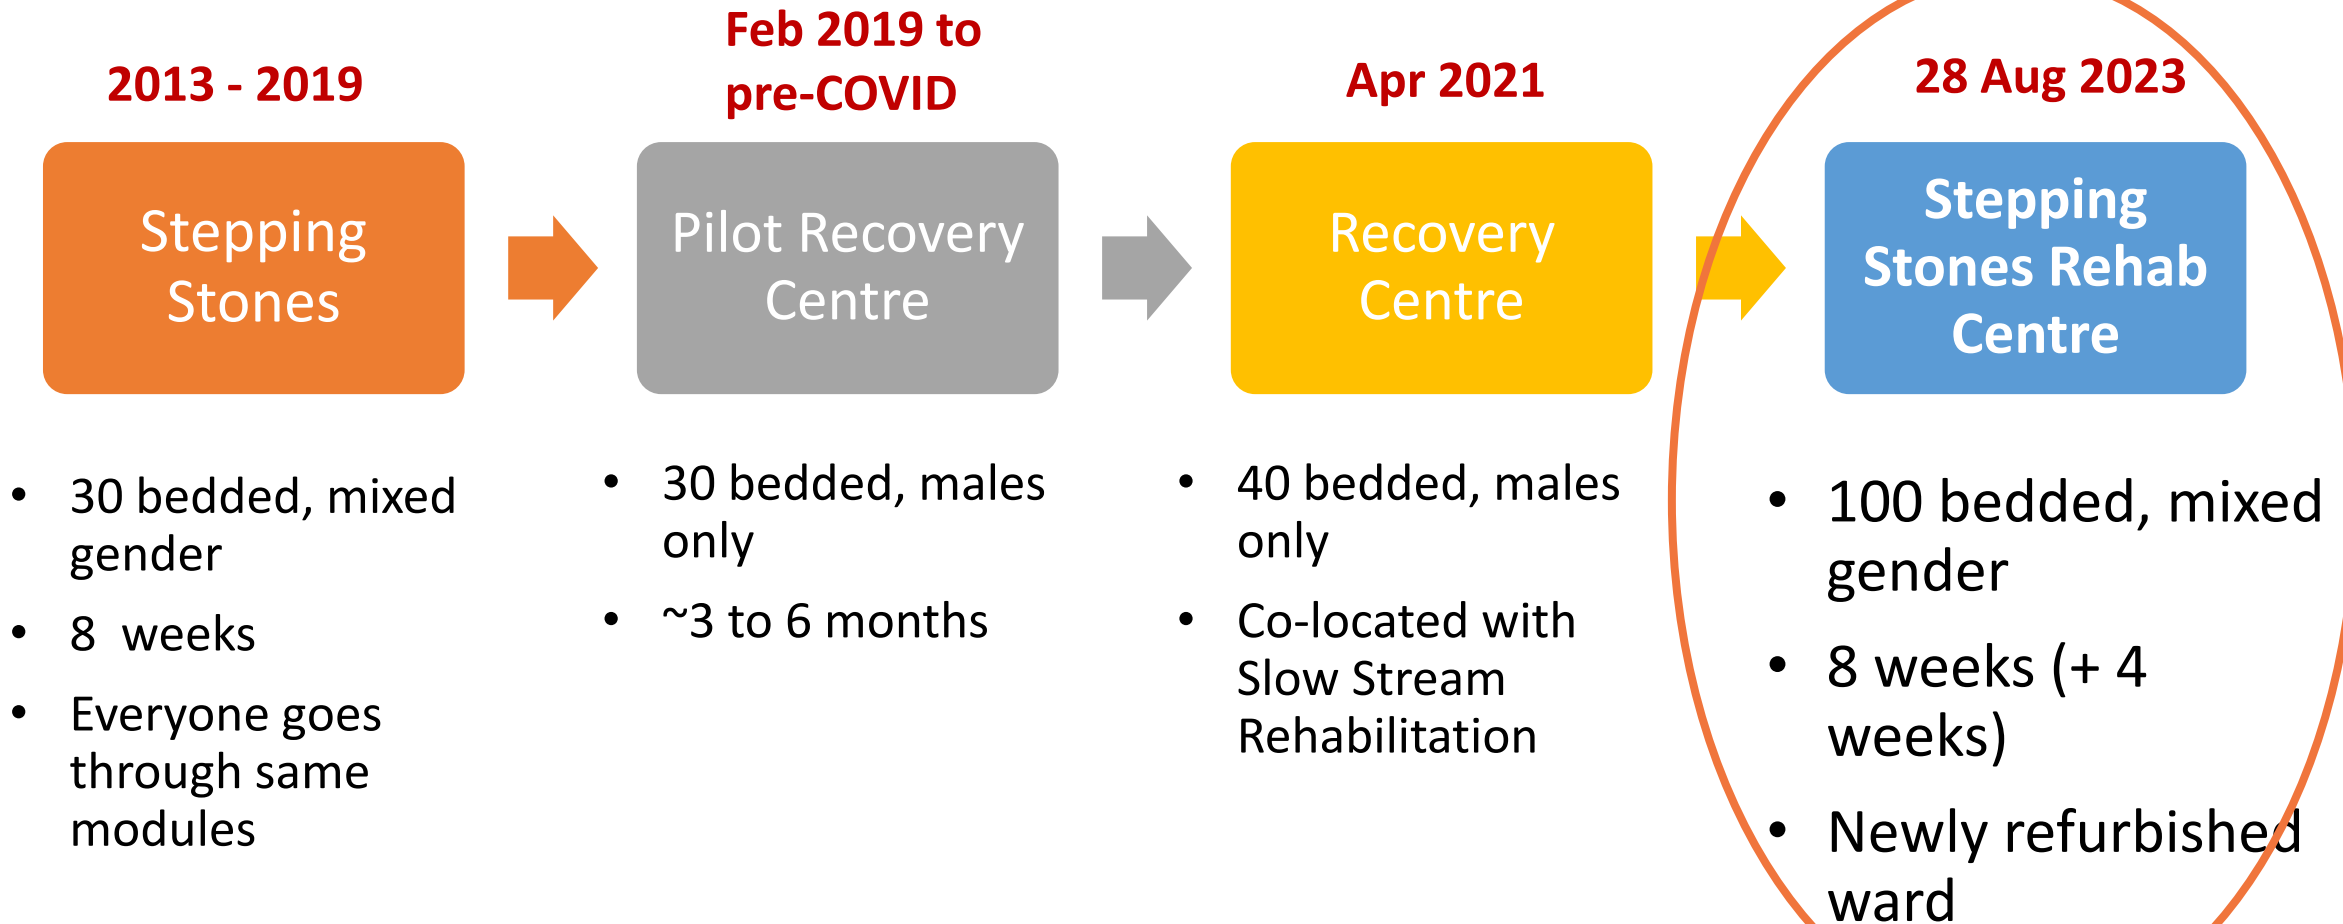 2013 - 2019
Stepping
Stones
• 30 bedded, mixed
gender
• 8 weeks
• Everyone goes
through same
modules
Feb 2019 to
pre-COVID
Pilot Recovery
Centre
• 30 bedded, males
only
• ~3 to 6 months
Apr 2021
Recovery
Centre
• 40 bedded, males
only
• Co-located with
Slow Stream
Rehabilitation
28 Aug 2023
Stepping
Stones Rehab
Centre
• 100 bedded, mixed
gender
• 8 weeks (+ 4
weeks)
• Newly refurbished
ward